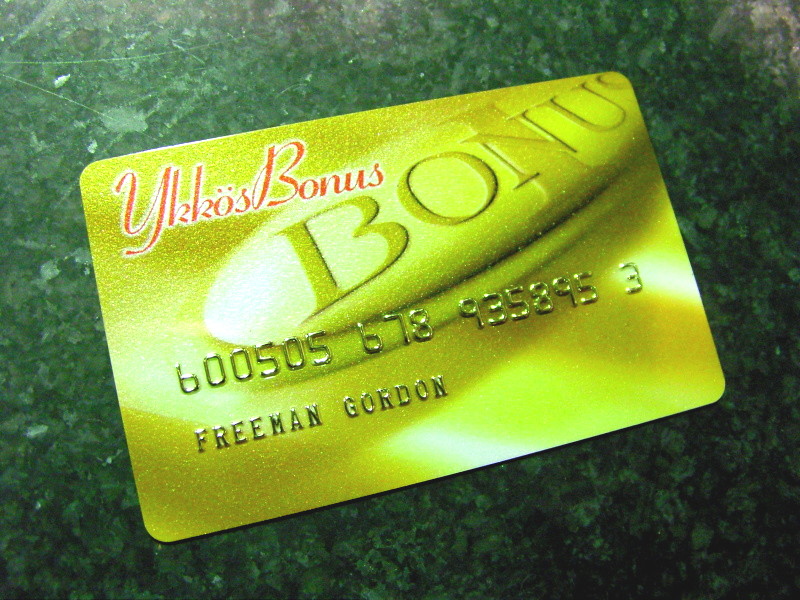 YkkösBonus
BONUS
600505 678 935895 3
FREEMAN GORDON